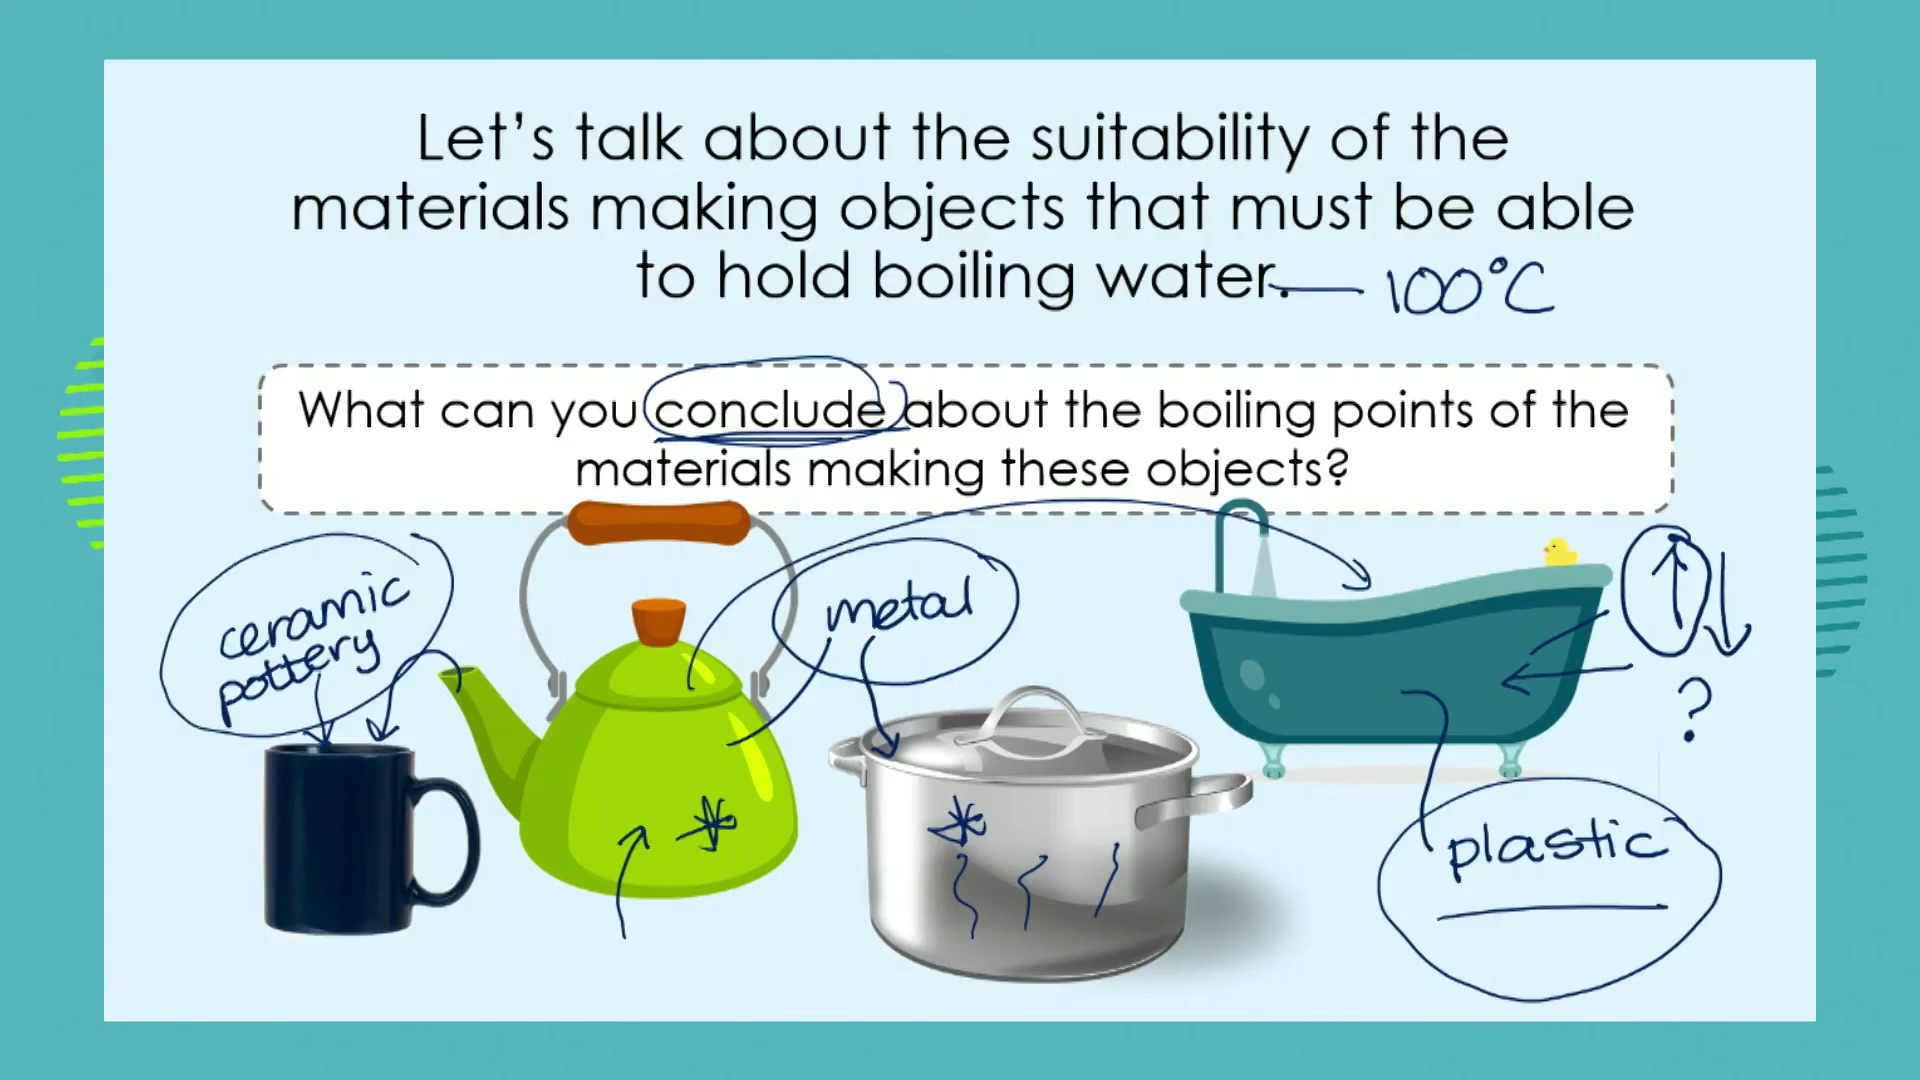 Let's talk about the suitability of the
materials making objects that must be able
to hold boiling water. 100°C
What can you conclude about the boiling points of the
materials making these objects?
ceramic
pottery
metal
?
plastic